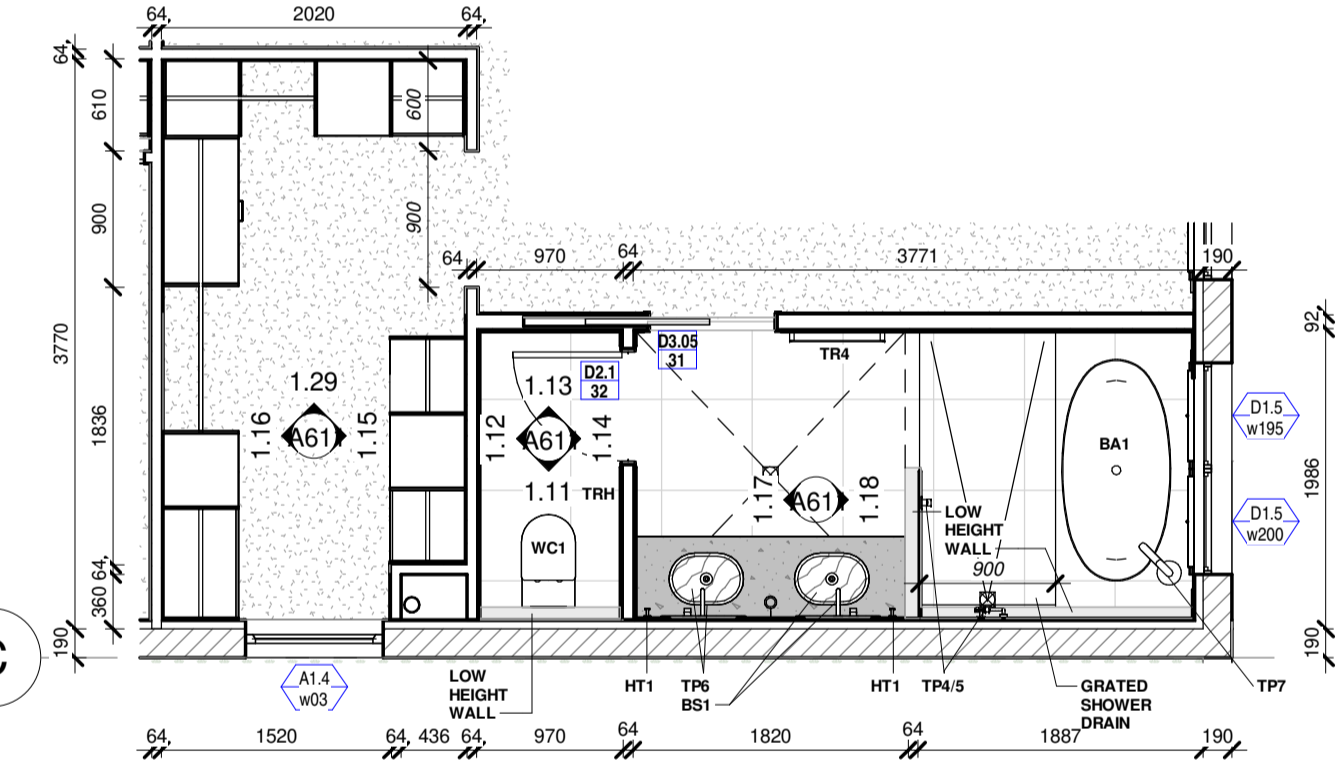 64, 2020 64,
64,
610
600
900
900
64 970 64 3771 190
3770
92
D3.05
31
TR4
D2.1
32
1.29
1.16 A611 1.15
1.13
1.12 A611 1.14
1.11 TRH
1836
1.17 A611 1.18
BA1
D1.5
w195
1986
D1.5
w200
LOW
HEIGHT
WALL
900
WC1
64,
360
190
190
A1.4
w03
LOW
HEIGHT
WALL
HT1 TP6
BS1
HT1 TP4/5
GRATED
SHOWER
DRAIN
TP7
64, 1520 64, 436 64, 970 64 1820 64 1887 190